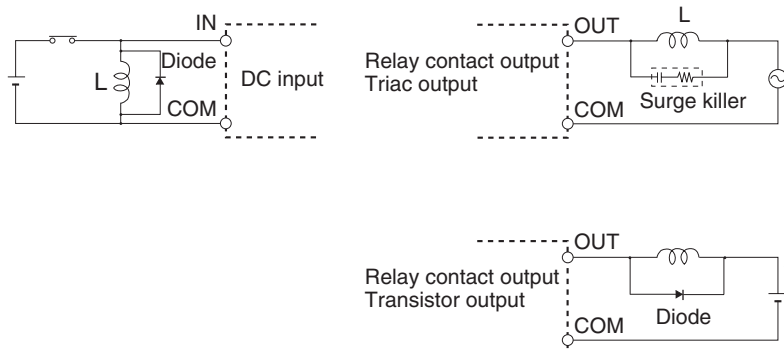 IN
Diode
L
DC input
COM
OUT
L
Relay contact output
Triac output
Surge killer
COM
OUT
Relay contact output
Transistor output
Diode
COM